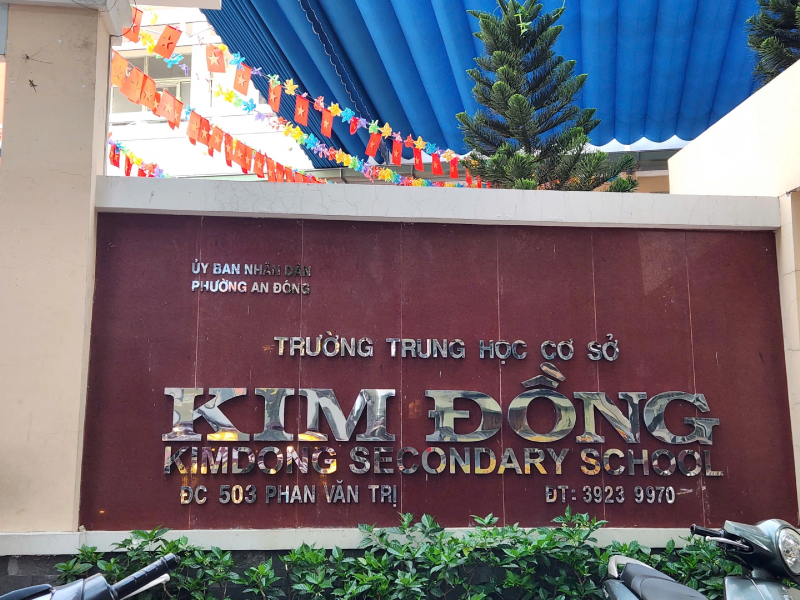 ỦY BAN NHÂN DÂN
PHƯỜNG AN ĐÔNG
TRƯỜNG TRUNG HỌC CƠ SỞ
KIM ĐỒNG
KIMDONG SECONDARY SCHOOL
ĐC 503 PHAN VĂN TRỊ ĐT: 3923 9970